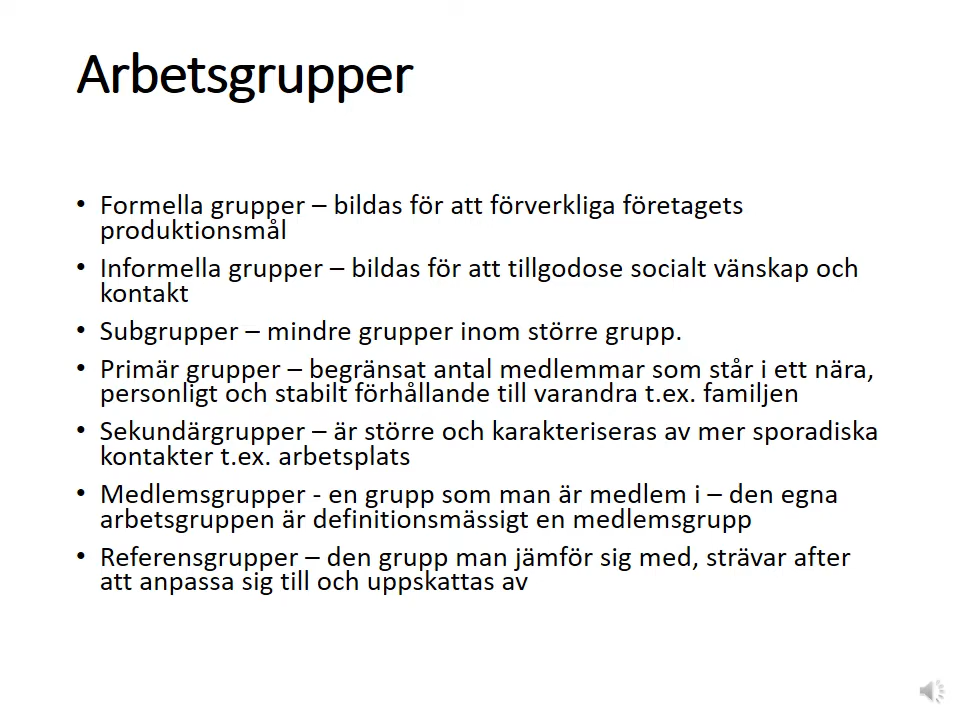 Arbetsgrupper
• Formella grupper – bildas för att förverkliga företagets
produktionsmål
• Informella grupper – bildas för att tillgodose socialt vänskap och
kontakt
• Subgrupper – mindre grupper inom större grupp.
• Primär grupper – begränsat antal medlemmar som står i ett nära,
personligt och stabilt förhållande till varandra t.ex. familjen
• Sekundärgrupper – är större och karakteriseras av mer sporadiska
kontakter t.ex. arbetsplats
• Medlemsgrupper - en grupp som man är medlem i – den egna
arbetsgruppen är definitionsmässigt en medlemsgrupp
• Referensgrupper – den grupp man jämför sig med, strävar after
att anpassa sig till och uppskattas av